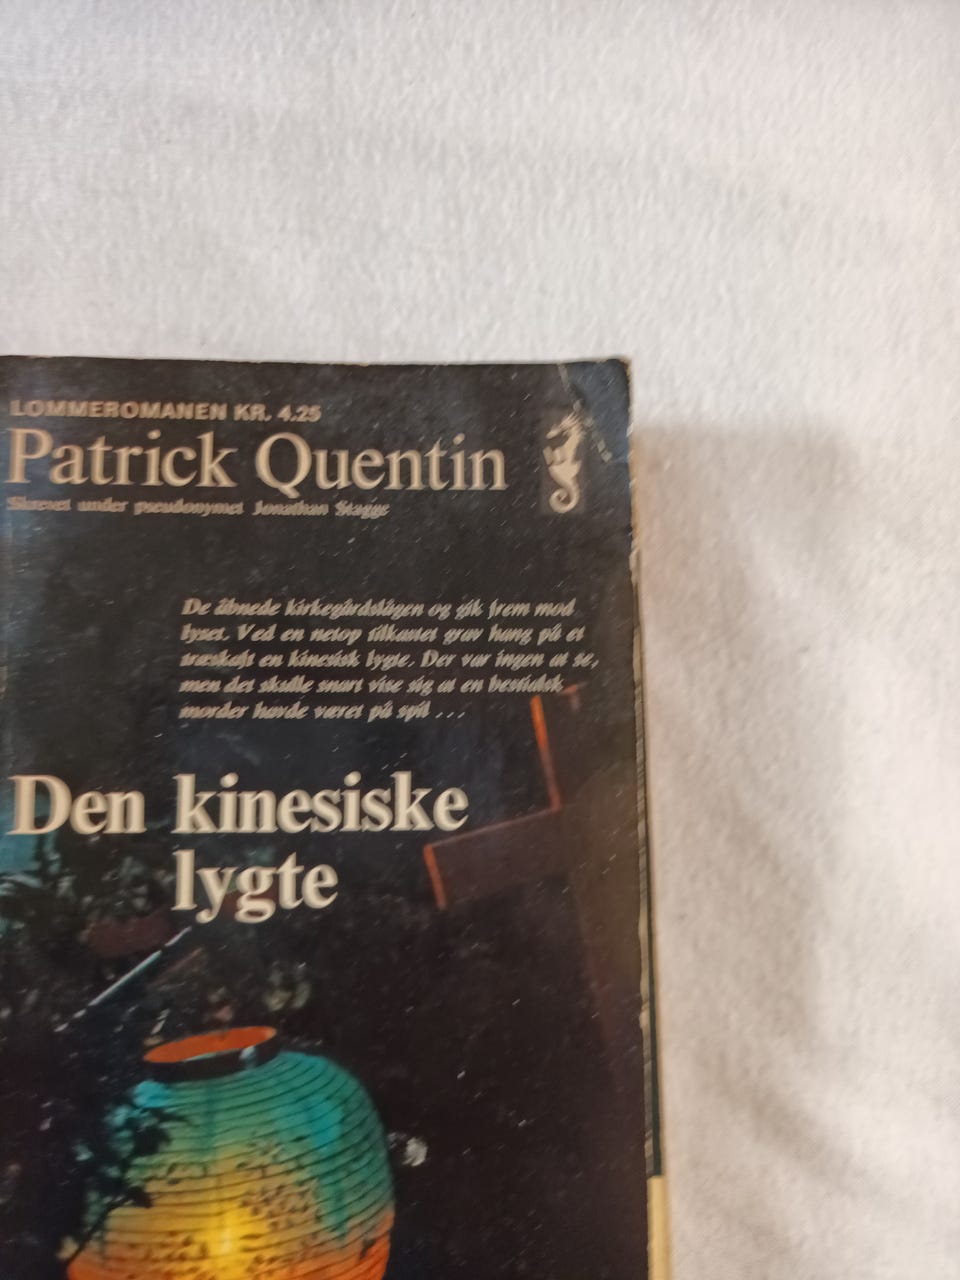 LOMMEROMANEN KR. 4.25
Patrick Quentin
Skrevet under pseudonymet Jonathan Stagge
De åbnede kirkegårdslågen og gik frem mod
lyset. Ved en netop tilkastet grav hang på et
træskaft en kinesisk lygte. Der var ingen at se,
men det skulle snart vise sig at en bestialsk
morder havde været på spil . . .
Den kinesiske
lygte